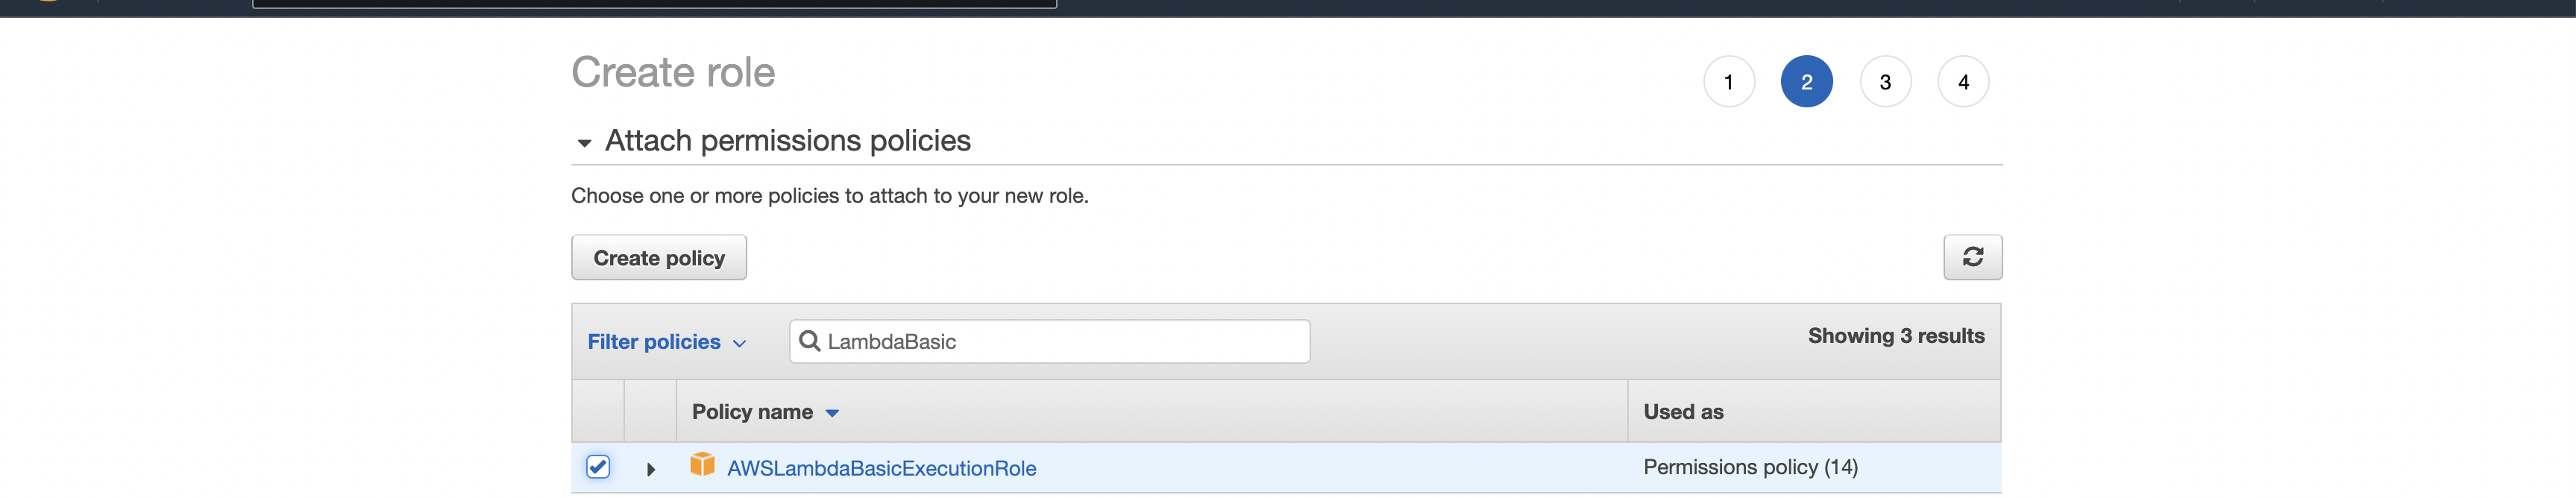 Create role
1 2 3 4
Attach permissions policies
Choose one or more policies to attach to your new role.
Create policy
Filter policies LambdaBasic Showing 3 results
Policy name Used as
AWSLambdaBasicExecutionRole Permissions policy (14)